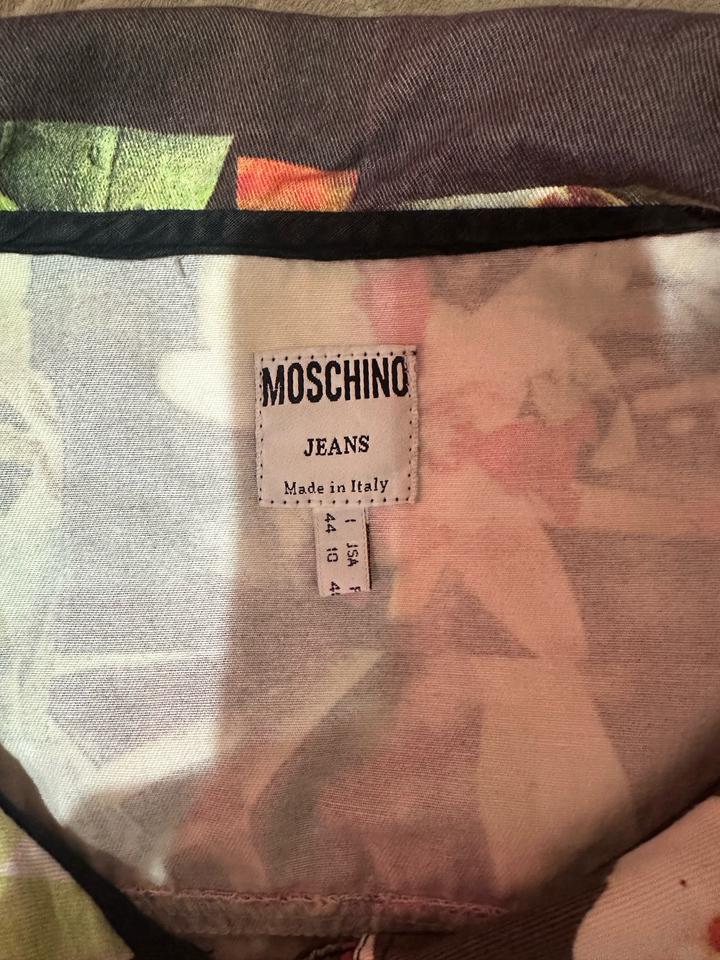 MOSCHINO
JEANS
Made in Italy
I 44
USA 10
F